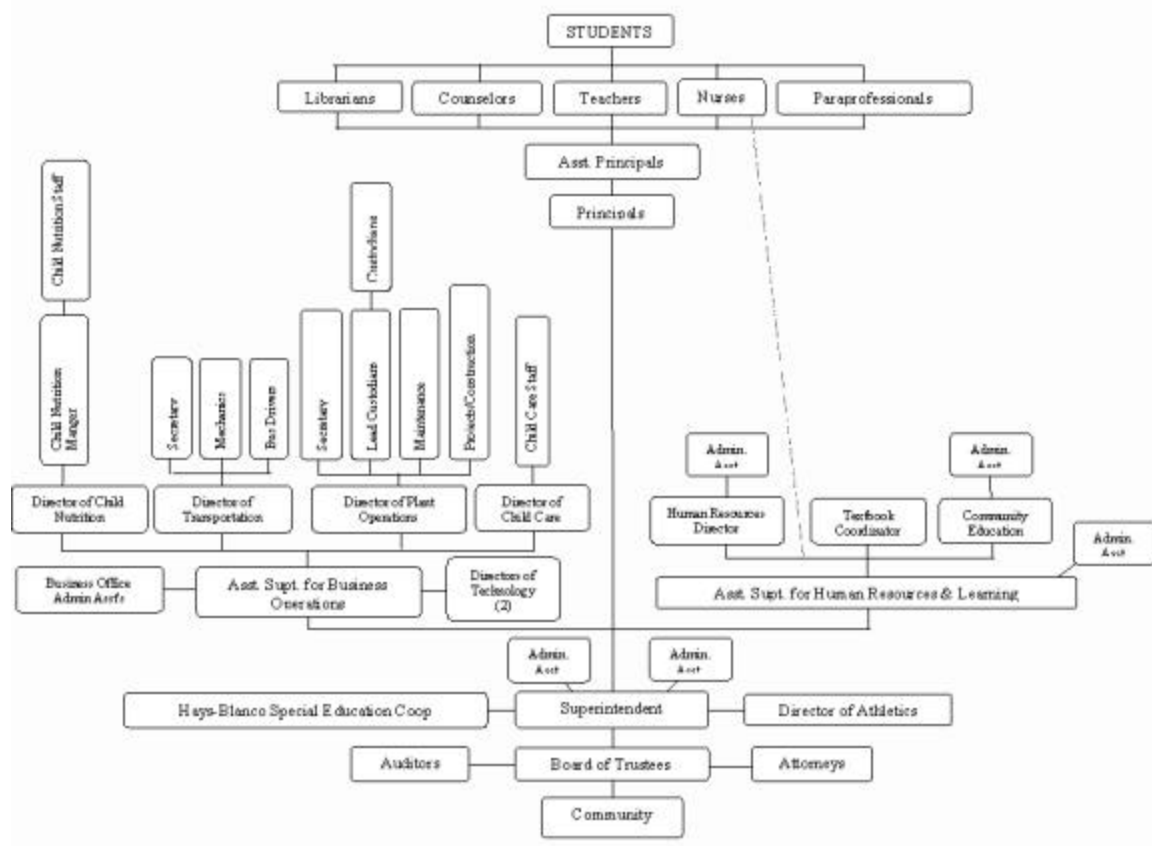 STUDENTS
Librarians
Counselors
Teachers
Nurses
Paraprofessionals
Asst. Principals
Principals
Child Nutrition Staff
Custodians
Child Nutrition
Manger
Secretary
Mechanics
Bus Drivers
Secretary
Lead Custodians
Maintenance
Projects/Construction
Child Care Staff
Admin.
Asst
Admin.
Asst
Director of Child
Nutrition
Director of
Transportation
Director of Plant
Operations
Director of
Child Care
Human Resources
Director
Textbook
Coordinator
Community
Education
Admin.
Asst
Business Office
Admin Asst's
Asst. Supt. for Business
Operations
Directors of
Technology
(2)
Asst. Supt. for Human Resources & Learning
Admin.
Asst
Admin.
Asst
Hays-Blanco Special Education Coop
Superintendent
Director of Athletics
Auditors
Board of Trustees
Attorneys
Community